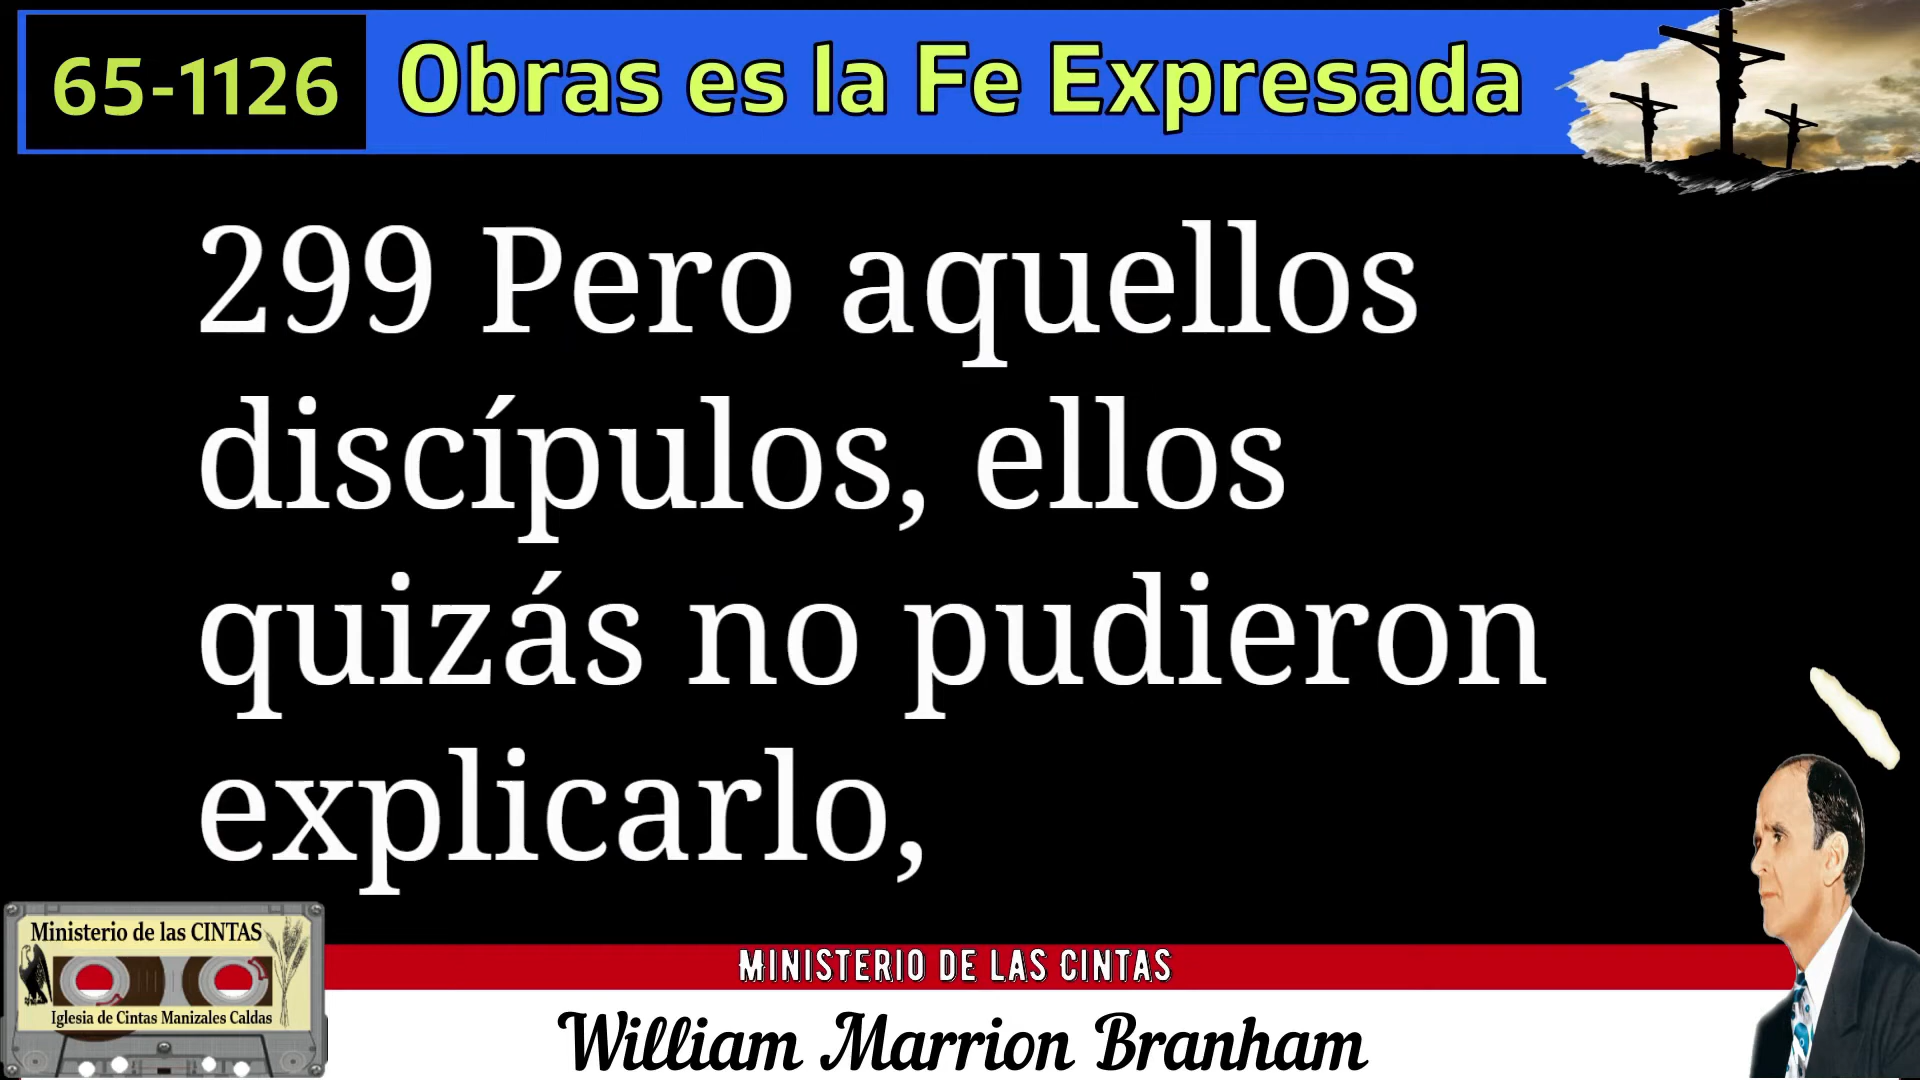 65-1126
Obras es la Fe Expresada
299 Pero aquellos
discípulos, ellos
quizás no pudieron
explicarlo,
Ministerio de las CINTAS
Iglesia de Cintas Manizales Caldas
MINISTERIO DE LAS CINTAS
William Marrion Branham